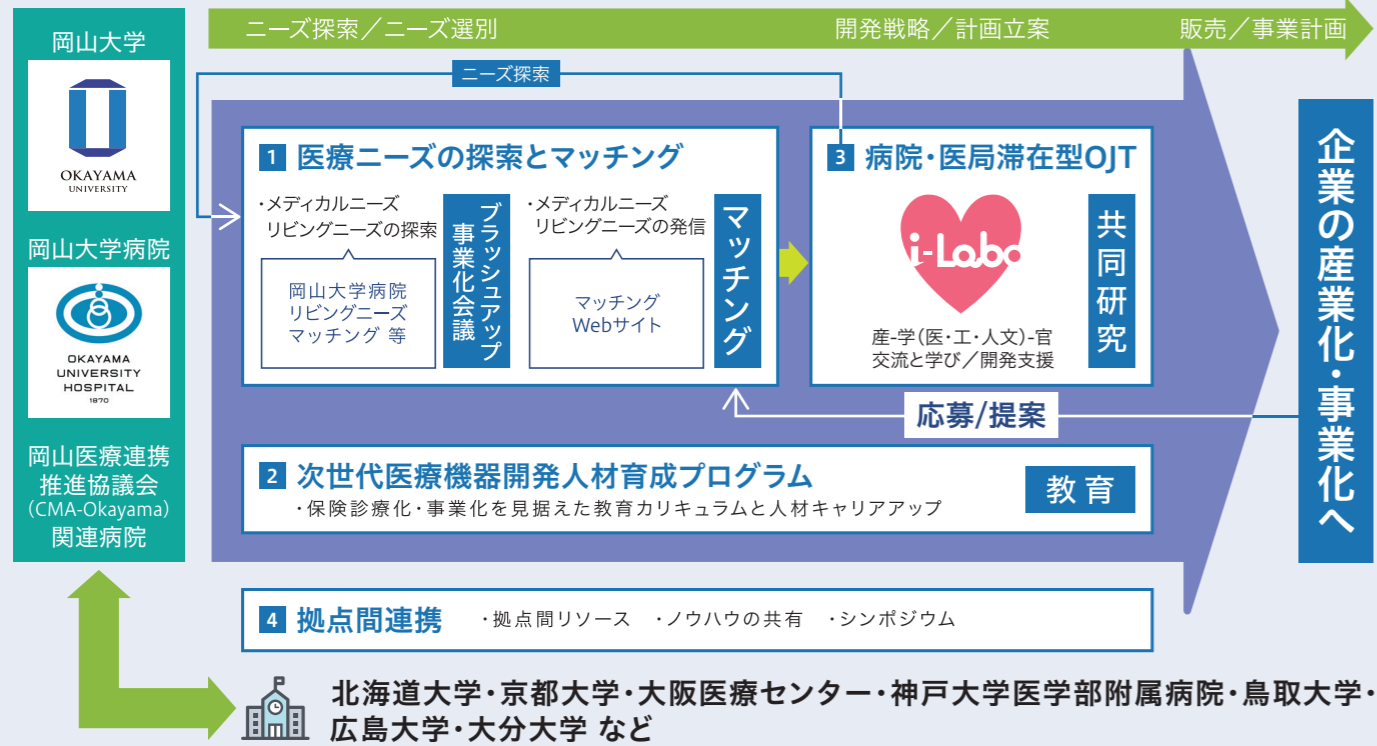 ニーズ探索／ニーズ選別
開発戦略／計画立案
販売／事業計画
岡山大学
OKAYAMA
UNIVERSITY
岡山大学病院
OKAYAMA
UNIVERSITY
HOSPITAL
1870
岡山医療連携
推進協議会
(CMA-Okayama)
関連病院
ニーズ探索
1 医療ニーズの探索とマッチング
・メディカルニーズ
リビングニーズの探索
岡山大学病院
リビングニーズ
マッチング 等
ブラッシュアップ
事業化会議
・メディカルニーズ
リビングニーズの発信
マッチング
Webサイト
マッチング
3 病院・医局滞在型OJT
i-Labo
産-学(医・工・人文)-官
交流と学び／開発支援
共同研究
応募/提案
企業の産業化・事業化へ
2 次世代医療機器開発人材育成プログラム
・保険診療化・事業化を見据えた教育カリキュラムと人材キャリアアップ
教育
4 拠点間連携 ・拠点間リソース ・ノウハウの共有 ・シンポジウム
北海道大学・京都大学・大阪医療センター・神戸大学医学部附属病院・鳥取大学・
広島大学・大分大学 など